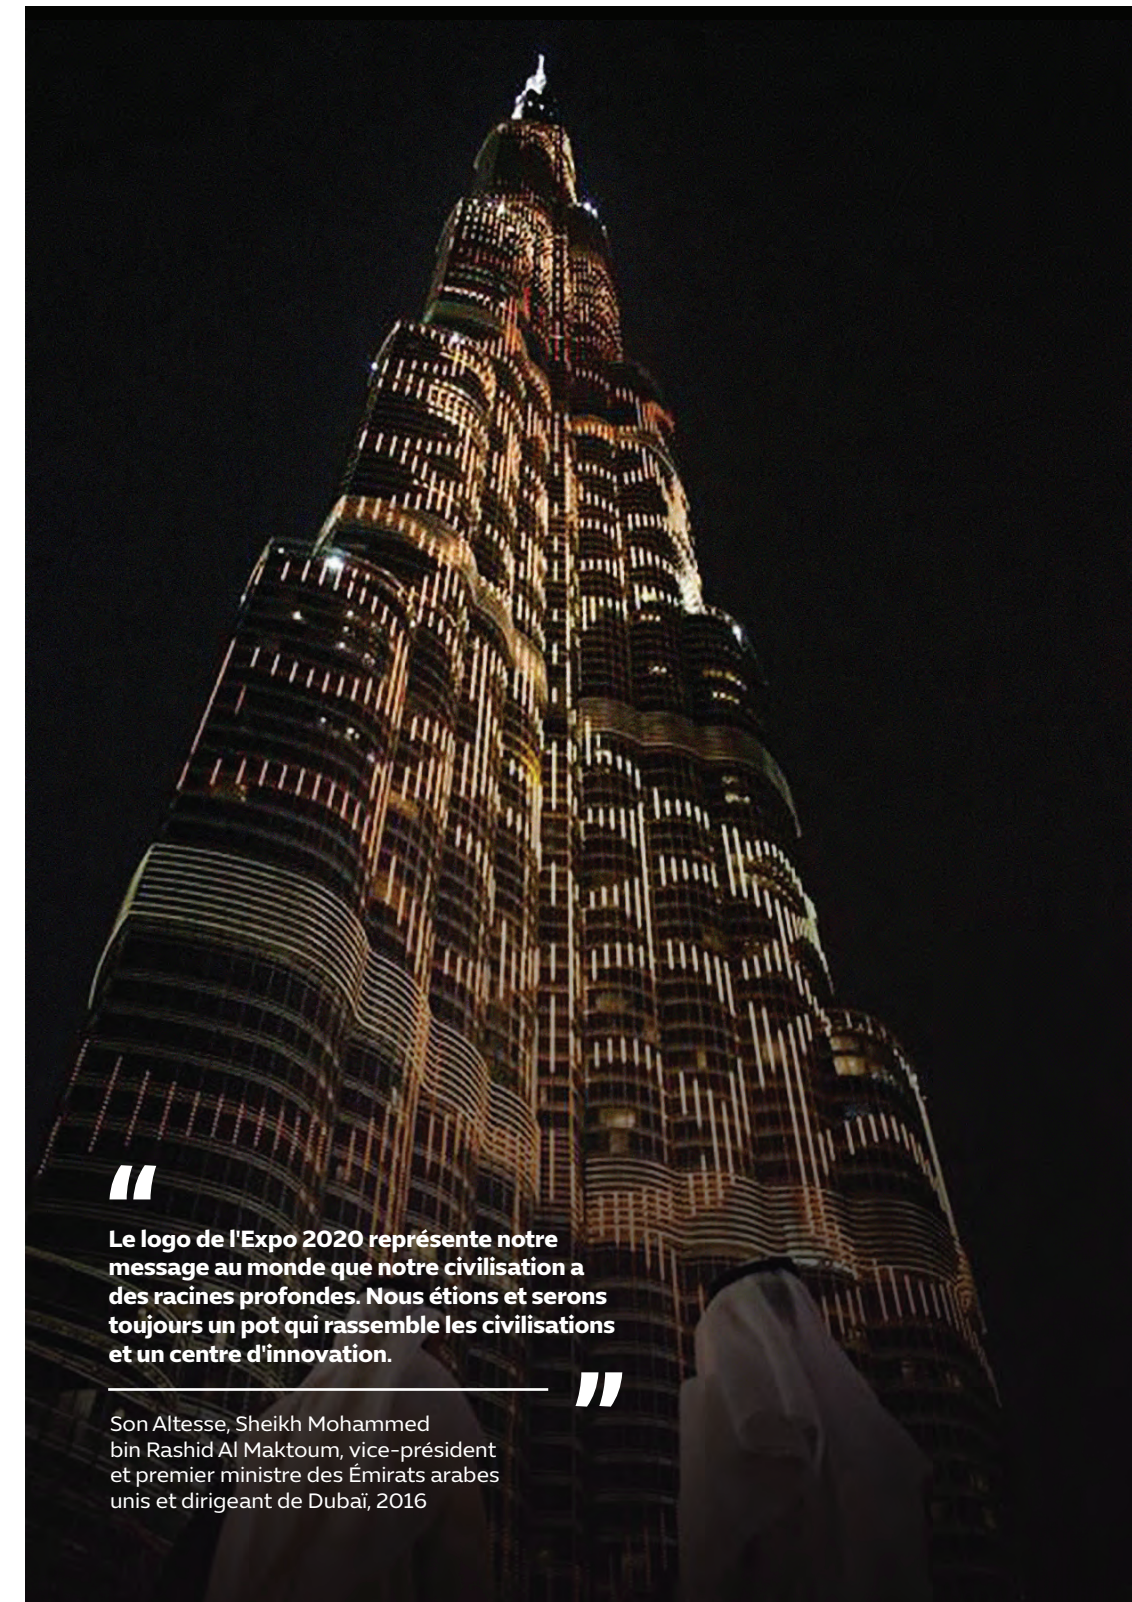 “
Le logo de l'Expo 2020 représente notre
message au monde que notre civilisation a
des racines profondes. Nous étions et serons
toujours un pot qui rassemble les civilisations
et un centre d'innovation.
”
Son Altesse, Sheikh Mohammed
bin Rashid Al Maktoum, vice-président
et premier ministre des Émirats arabes
unis et dirigeant de Dubaï, 2016